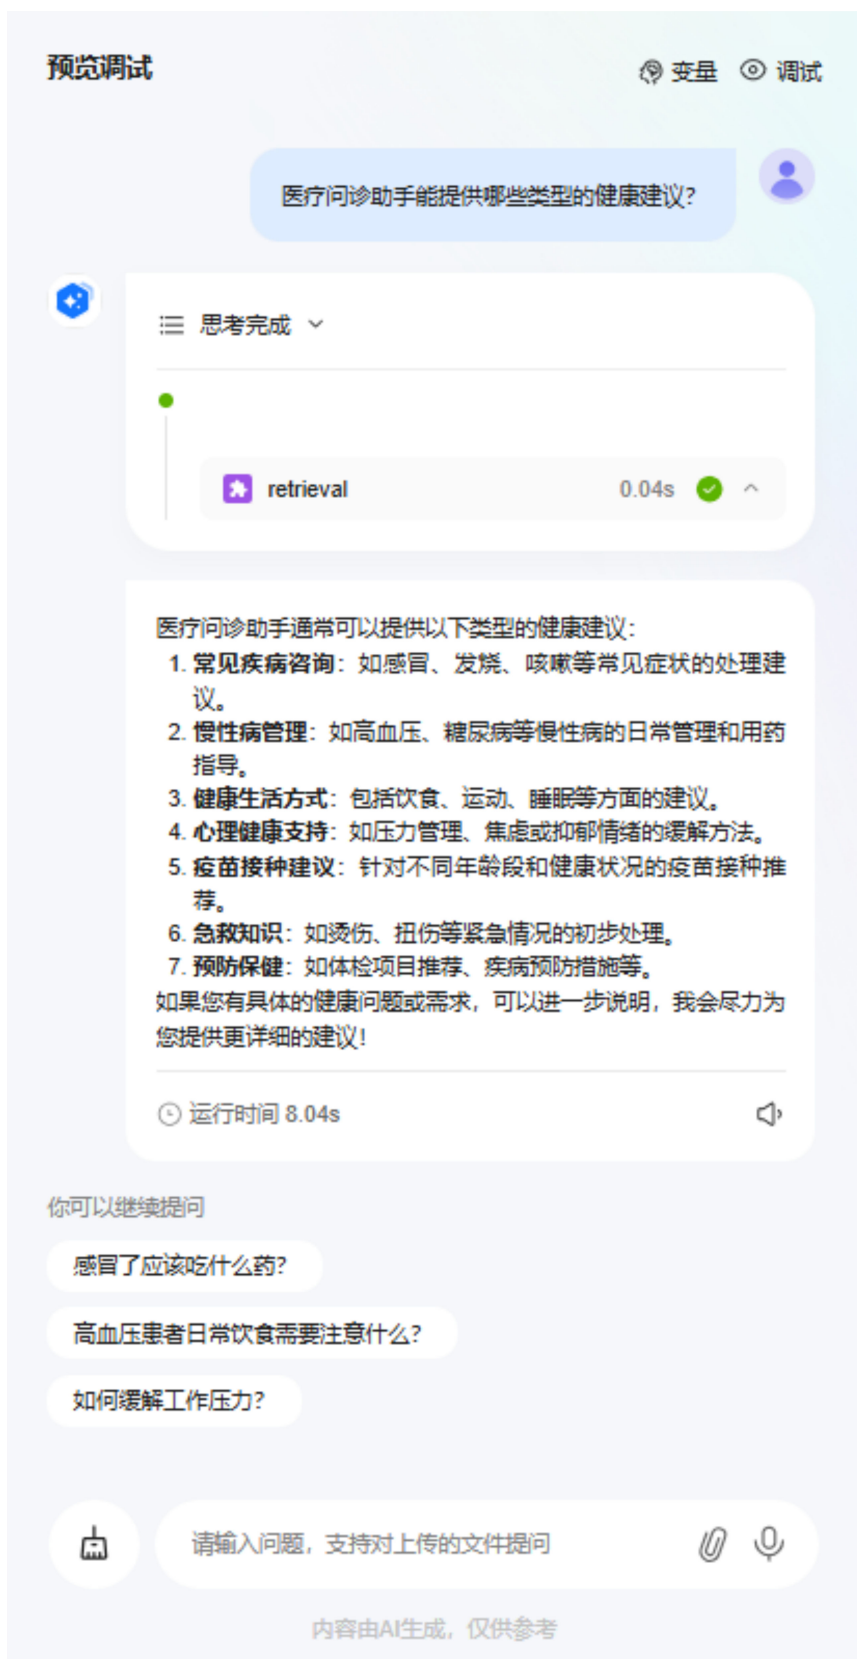 预览调试
变量 调试
医疗问诊助手能提供哪些类型的健康建议？
思考完成
retrieval 0.04s
医疗问诊助手通常可以提供以下类型的健康建议：
1. 常见疾病咨询：如感冒、发烧、咳嗽等常见症状的处理建
议。
2. 慢性病管理：如高血压、糖尿病等慢性病的日常管理和用药
指导。
3. 健康生活方式：包括饮食、运动、睡眠等方面的建议。
4. 心理健康支持：如压力管理、焦虑或抑郁情绪的缓解方法。
5. 疫苗接种建议：针对不同年龄段和健康状况的疫苗接种推
荐。
6. 急救知识：如烫伤、扭伤等紧急情况的初步处理。
7. 预防保健：如体检项目推荐、疾病预防措施等。
如果您有具体的健康问题或需求，可以进一步说明，我会尽力为
您提供更详细的建议！
运行时间 8.04s
你可以继续提问
感冒了应该吃什么药？
高血压患者日常饮食需要注意什么？
如何缓解工作压力？
请输入问题，支持对上传的文件提问
内容由AI生成，仅供参考